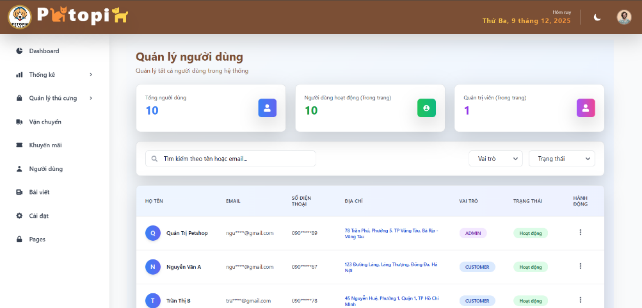 Petopia
Hôm nay
Thứ Ba, 9 tháng 12, 2025
Dashboard
Thống kê
Quản lý thú cưng
Vận chuyển
Khuyến mãi
Người dùng
Bài viết
Cài đặt
Pages
Quản lý người dùng
Quản lý tất cả người dùng trong hệ thống
Tổng người dùng
10
Người dùng hoạt động (Trong trang)
10
Quản trị viên (Trong trang)
1
Tìm kiếm theo tên hoặc email...
Vai trò
Trạng thái
HỌ TÊN EMAIL SỐ ĐIỆN THOẠI ĐỊA CHỈ VAI TRÒ TRẠNG THÁI HÀNH ĐỘNG
Q Quản Trị Petshop ngu****@gmail.com 090****99 70 Trần Phú, Phường 5, TP Vũng Tàu, Bà Rịa -
Vũng Tàu ADMIN Hoạt động
N Nguyễn Văn A ngu****@gmail.com 090****67 123 Đường Láng, Láng Thượng, Đống Đa, Hà
Nội CUSTOMER Hoạt động
T Trần Thị B tra****@gmail.com 090****78 45 Nguyễn Huệ, Phường 1, Quận 1, TP Hồ Chí
Minh CUSTOMER Hoạt động